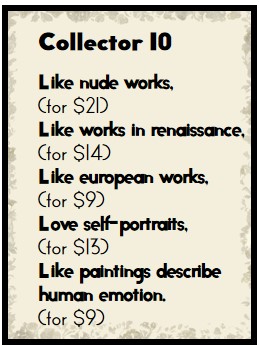 Collector 10
Like nude works,
(for $21)
Like works in renaissance,
(for $14)
Like european works,
(for $9)
Love self-portraits,
(for $13)
Like paintings describe
human emotion.
(for $9)